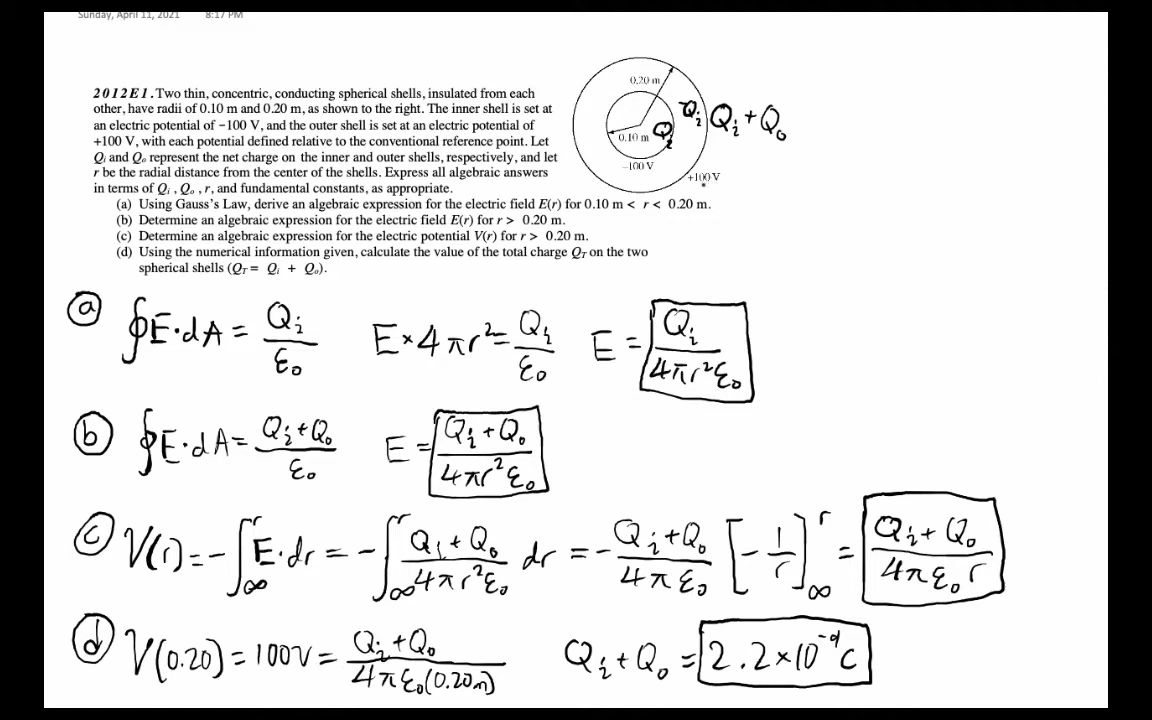 Sunday, April 11, 2021 8:17 PM
2012E1. Two thin, concentric, conducting spherical shells, insulated from each
other, have radii of 0.10 m and 0.20 m, as shown to the right. The inner shell is set at
an electric potential of −100 V, and the outer shell is set at an electric potential of
+100 V, with each potential defined relative to the conventional reference point. Let
Qᵢ and Qₒ represent the net charge on the inner and outer shells, respectively, and let
r be the radial distance from the center of the shells. Express all algebraic answers
in terms of Qᵢ , Qₒ , r, and fundamental constants, as appropriate.
(a) Using Gauss's Law, derive an algebraic expression for the electric field E(r) for 0.10 m < r < 0.20 m.
(b) Determine an algebraic expression for the electric field E(r) for r > 0.20 m.
(c) Determine an algebraic expression for the electric potential V(r) for r > 0.20 m.
(d) Using the numerical information given, calculate the value of the total charge Q_T on the two
spherical shells (Q_T = Qᵢ + Qₒ).
0.20 m
0.10 m
−100 V
+100 V
Qᵢ
Qᵢ
Qᵢ + Qₒ
(a) ∮E·dA = Qᵢ/ε₀ E×4πr² = Qᵢ/ε₀ E = Qᵢ/(4πr²ε₀)
(b) ∮E·dA = (Qᵢ+Qₒ)/ε₀ E = (Qᵢ+Qₒ)/(4πr²ε₀)
(c) V(r) = −∫_∞^r E·dr = −∫_∞^r (Qᵢ+Qₒ)/(4πr²ε₀) dr = −(Qᵢ+Qₒ)/(4πε₀) [−1/r]_∞^r = (Qᵢ+Qₒ)/(4πε₀r)
(d) V(0.20) = 100V = (Qᵢ+Qₒ)/(4πε₀(0.20m)) Qᵢ+Qₒ = 2.2×10⁻⁹C